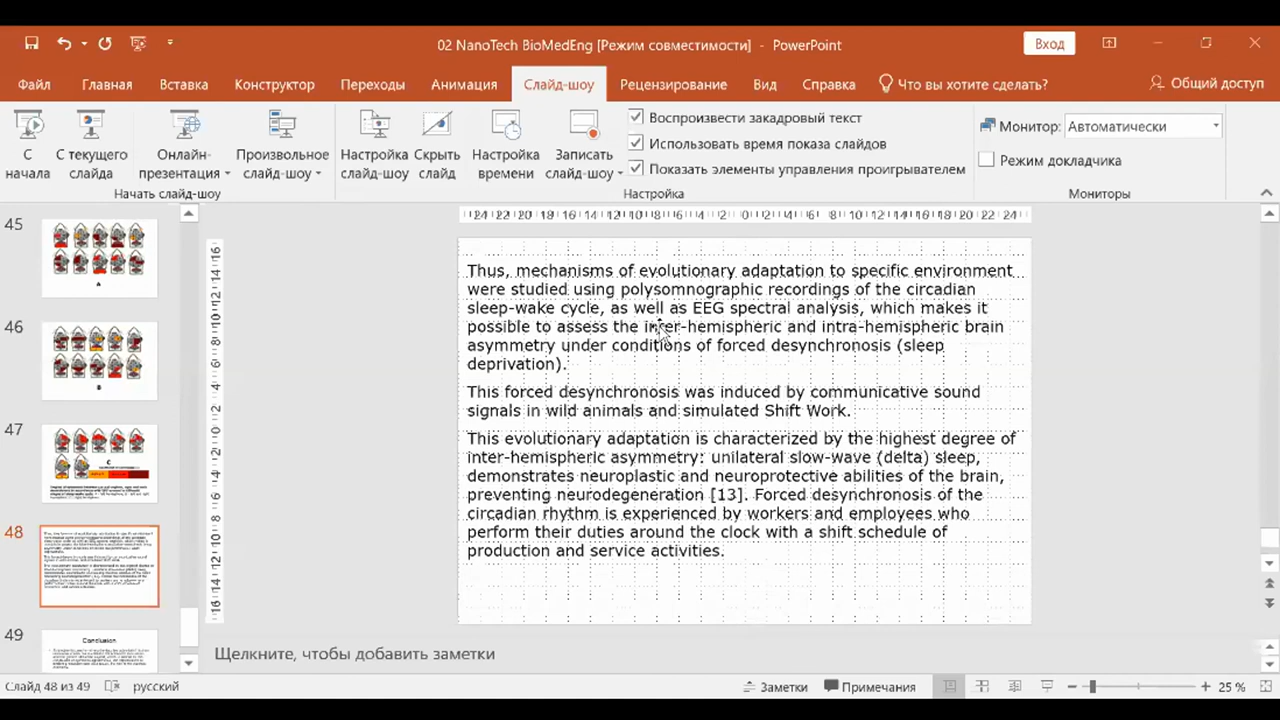 02 NanoTech BioMedEng [Режим совместимости] - PowerPoint
Вход
Файл Главная Вставка Конструктор Переходы Анимация Слайд-шоу Рецензирование Вид Справка Что вы хотите сделать? Общий доступ
С начала
С текущего слайда
Онлайн-презентация
Произвольное слайд-шоу
Начать слайд-шоу
Настройка слайд-шоу
Скрыть слайд
Настройка времени
Записать слайд-шоу
Воспроизвести закадровый текст
Использовать время показа слайдов
Показать элементы управления проигрывателем
Настройка
Монитор: Автоматически
Режим докладчика
Мониторы
45
A
46
B
47
C
48
49
Conclusion
Thus, mechanisms of evolutionary adaptation to specific environment
were studied using polysomnographic recordings of the circadian
sleep-wake cycle, as well as EEG spectral analysis, which makes it
possible to assess the inter-hemispheric and intra-hemispheric brain
asymmetry under conditions of forced desynchronosis (sleep
deprivation).
This forced desynchronosis was induced by communicative sound
signals in wild animals and simulated Shift Work.
This evolutionary adaptation is characterized by the highest degree of
inter-hemispheric asymmetry: unilateral slow-wave (delta) sleep,
demonstrates neuroplastic and neuroprotective abilities of the brain,
preventing neurodegeneration [13]. Forced desynchronosis of the
circadian rhythm is experienced by workers and employees who
perform their duties around the clock with a shift schedule of
production and service activities.
Щелкните, чтобы добавить заметки
Слайд 48 из 49 русский Заметки Примечания 25 %